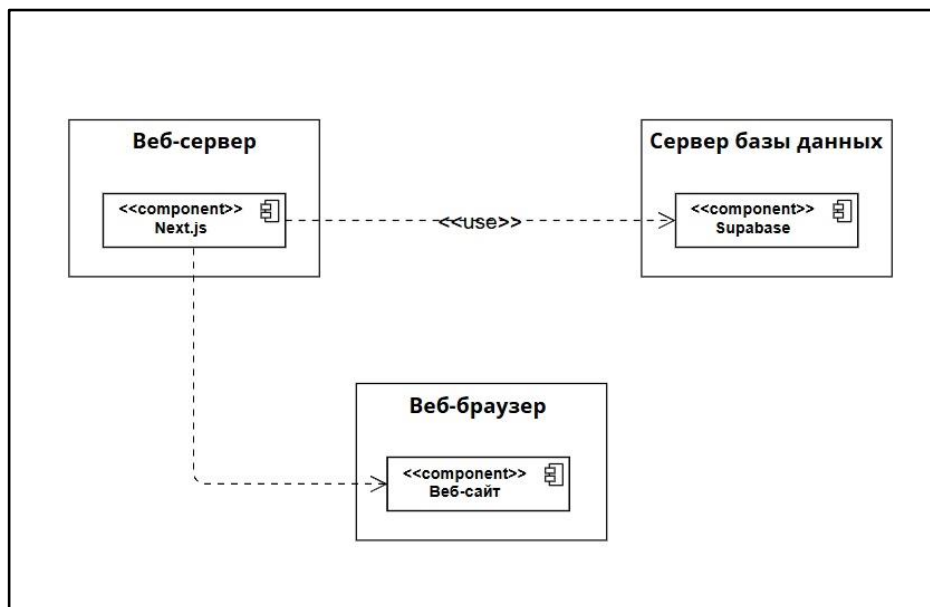 Веб-сервер
<<component>>
Next.js
<<use>>
Сервер базы данных
<<component>>
Supabase
Веб-браузер
<<component>>
Веб-сайт